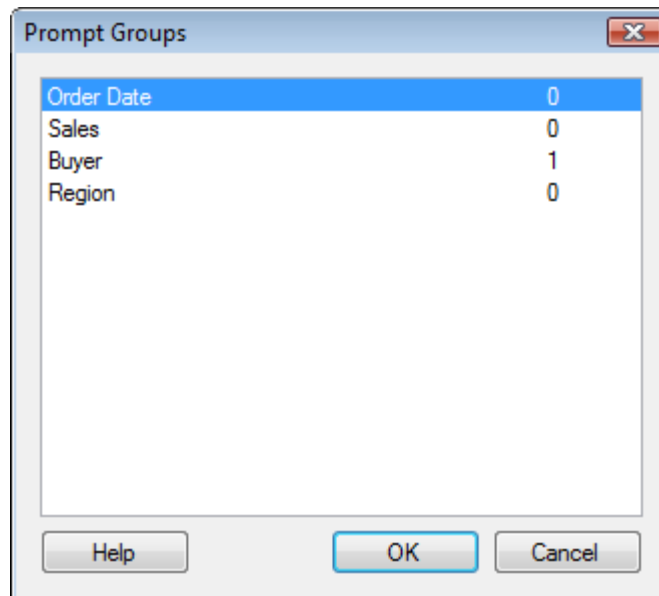 Prompt Groups
Order Date 0
Sales 0
Buyer 1
Region 0
Help OK Cancel